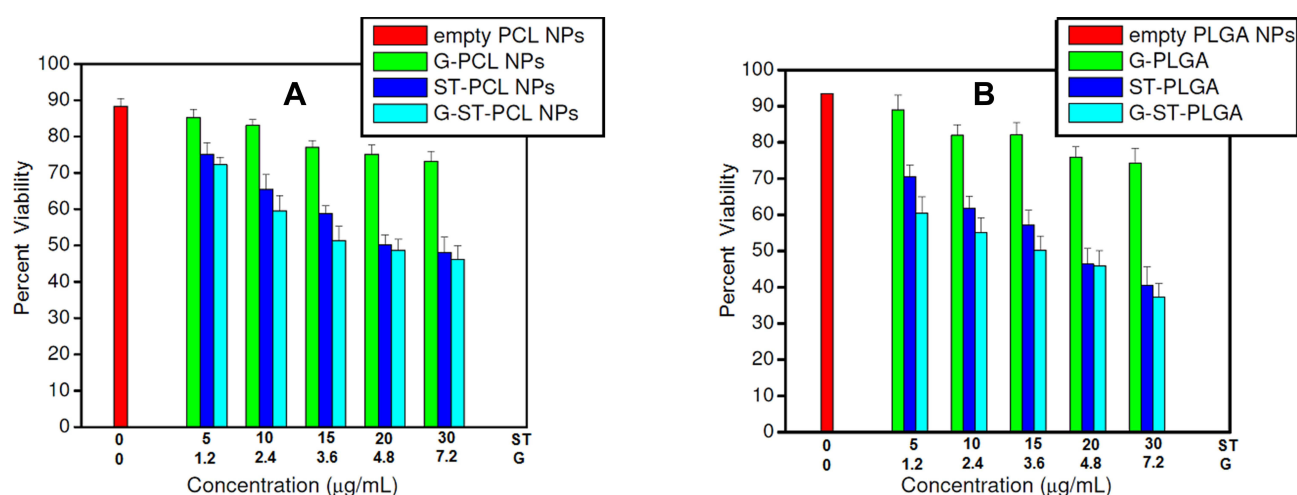 empty PCL NPs
G-PCL NPs
ST-PCL NPs
G-ST-PCL NPs
A
100
90
80
70
60
50
40
30
20
10
0
Percent Viability
0 5 10 15 20 30 ST
0 1.2 2.4 3.6 4.8 7.2 G
Concentration (μg/mL)
empty PLGA NPs
G-PLGA
ST-PLGA
G-ST-PLGA
B
100
90
80
70
60
50
40
30
20
10
0
Percent Viability
0 5 10 15 20 30 ST
0 1.2 2.4 3.6 4.8 7.2 G
Concentration (μg/mL)